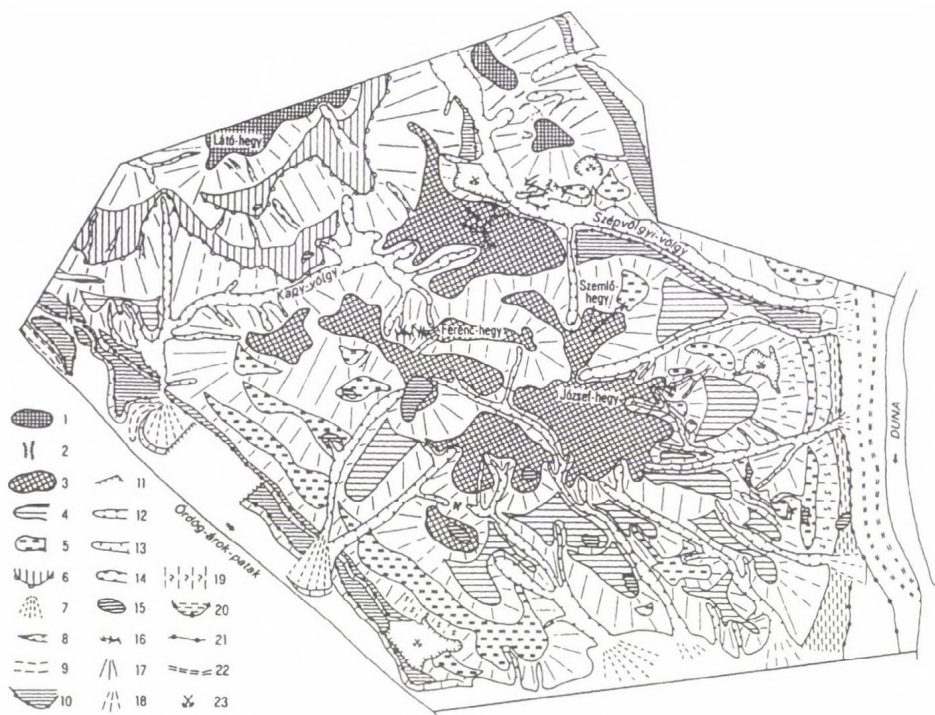 Látó-hegy
Szépvölgyi-völgy
Kapy-völgy
Szemlő-
hegy
Ferenc-hegy
József-hegy
DUNA
Ördög-árok-patak
1
2
3
4
5
6
7
8
9
10
11
12
13
14
15
16
17
18
19
20
21
22
23